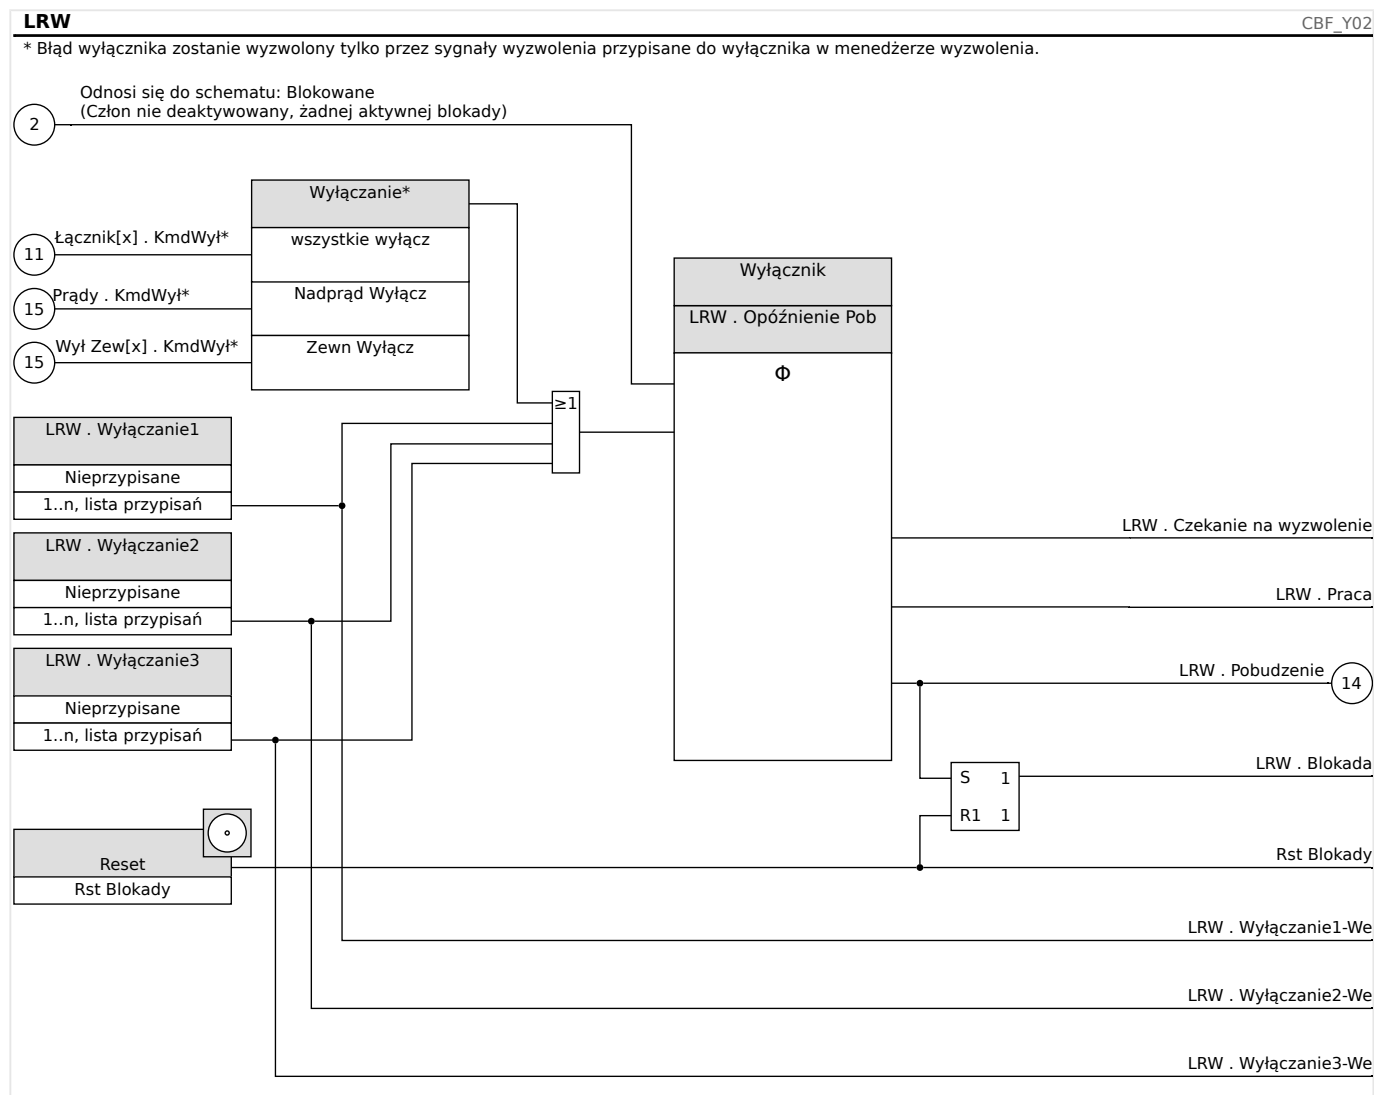 LRW
CBF_Y02
* Błąd wyłącznika zostanie wyzwolony tylko przez sygnały wyzwolenia przypisane do wyłącznika w menedżerze wyzwolenia.
Odnosi się do schematu: Blokowane
(Człon nie deaktywowany, żadnej aktywnej blokady)
2
Wyłączanie*
Łącznik[x] . KmdWył*
11
wszystkie wyłącz
Prądy . KmdWył*
15
Nadprąd Wyłącz
Wył Zew[x] . KmdWył*
15
Zewn Wyłącz
Wyłącznik
LRW . Opóźnienie Pob
Φ
≥1
LRW . Wyłączanie1
Nieprzypisane
1..n, lista przypisań
LRW . Wyłączanie2
Nieprzypisane
1..n, lista przypisań
LRW . Wyłączanie3
Nieprzypisane
1..n, lista przypisań
LRW . Czekanie na wyzwolenie
LRW . Praca
LRW . Pobudzenie
14
LRW . Blokada
S 1
R1 1
Reset
Rst Blokady
Rst Blokady
LRW . Wyłączanie1-We
LRW . Wyłączanie2-We
LRW . Wyłączanie3-We